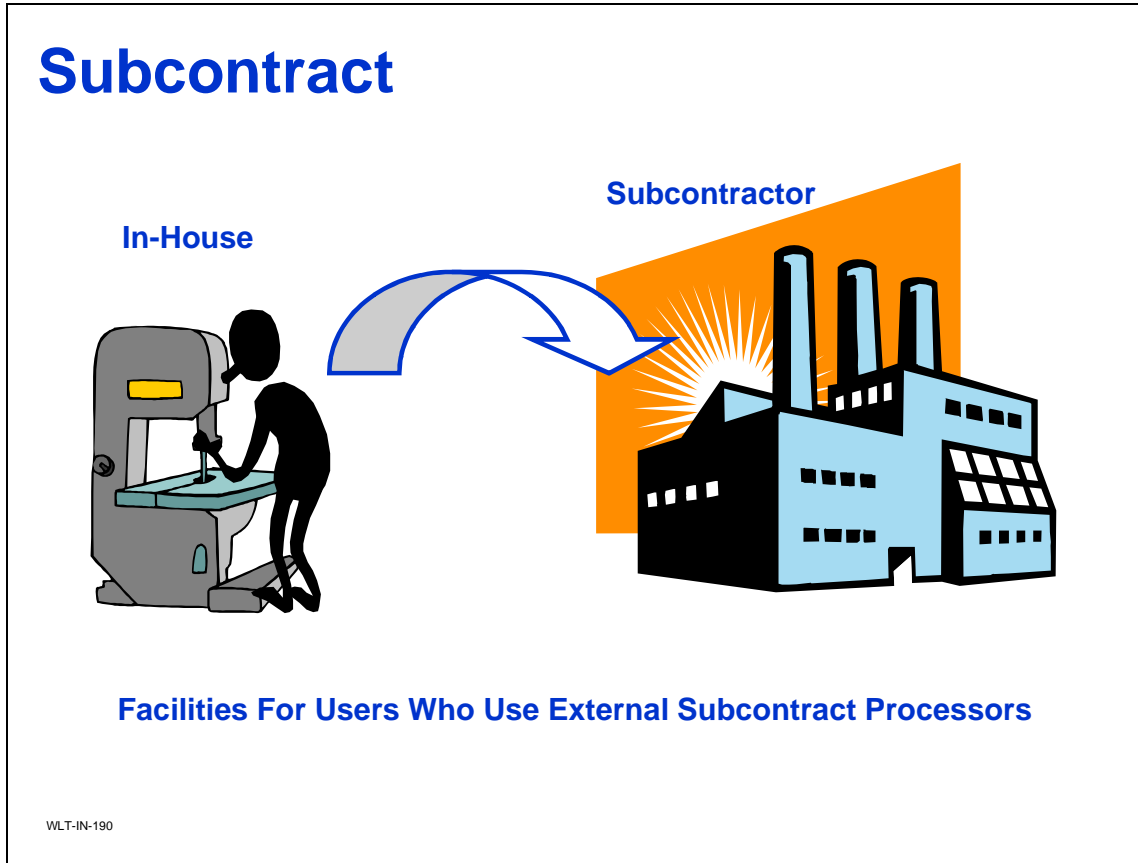 Subcontract
Subcontractor
In-House
Facilities For Users Who Use External Subcontract Processors
WLT-IN-190